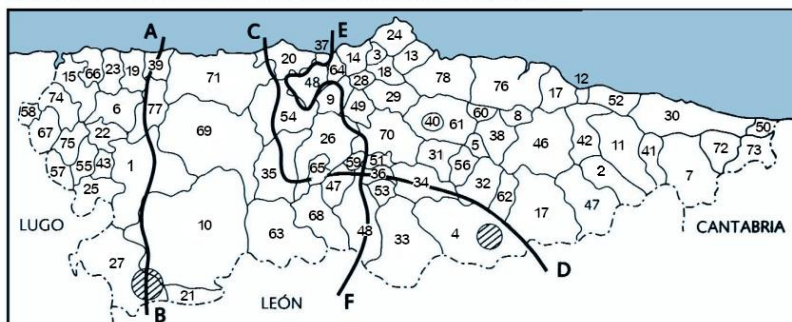 A C E
37 24
20 14 3 13
39
15 66 23 19 71 48 64 28 18 78 76 17 12
74 6 77 54 9 49 29 60 8 52 30
58 67 22 69 26 70 40 61 38 46 42 11 50
75 5 41 72 73
57 55 43 1 35 65 59 51 31 56 2 7
25 47 36 34 32 62 47
LUGO 10 63 68 53 4 17 CANTABRIA
27 48 33
D
B 21 LEÓN F